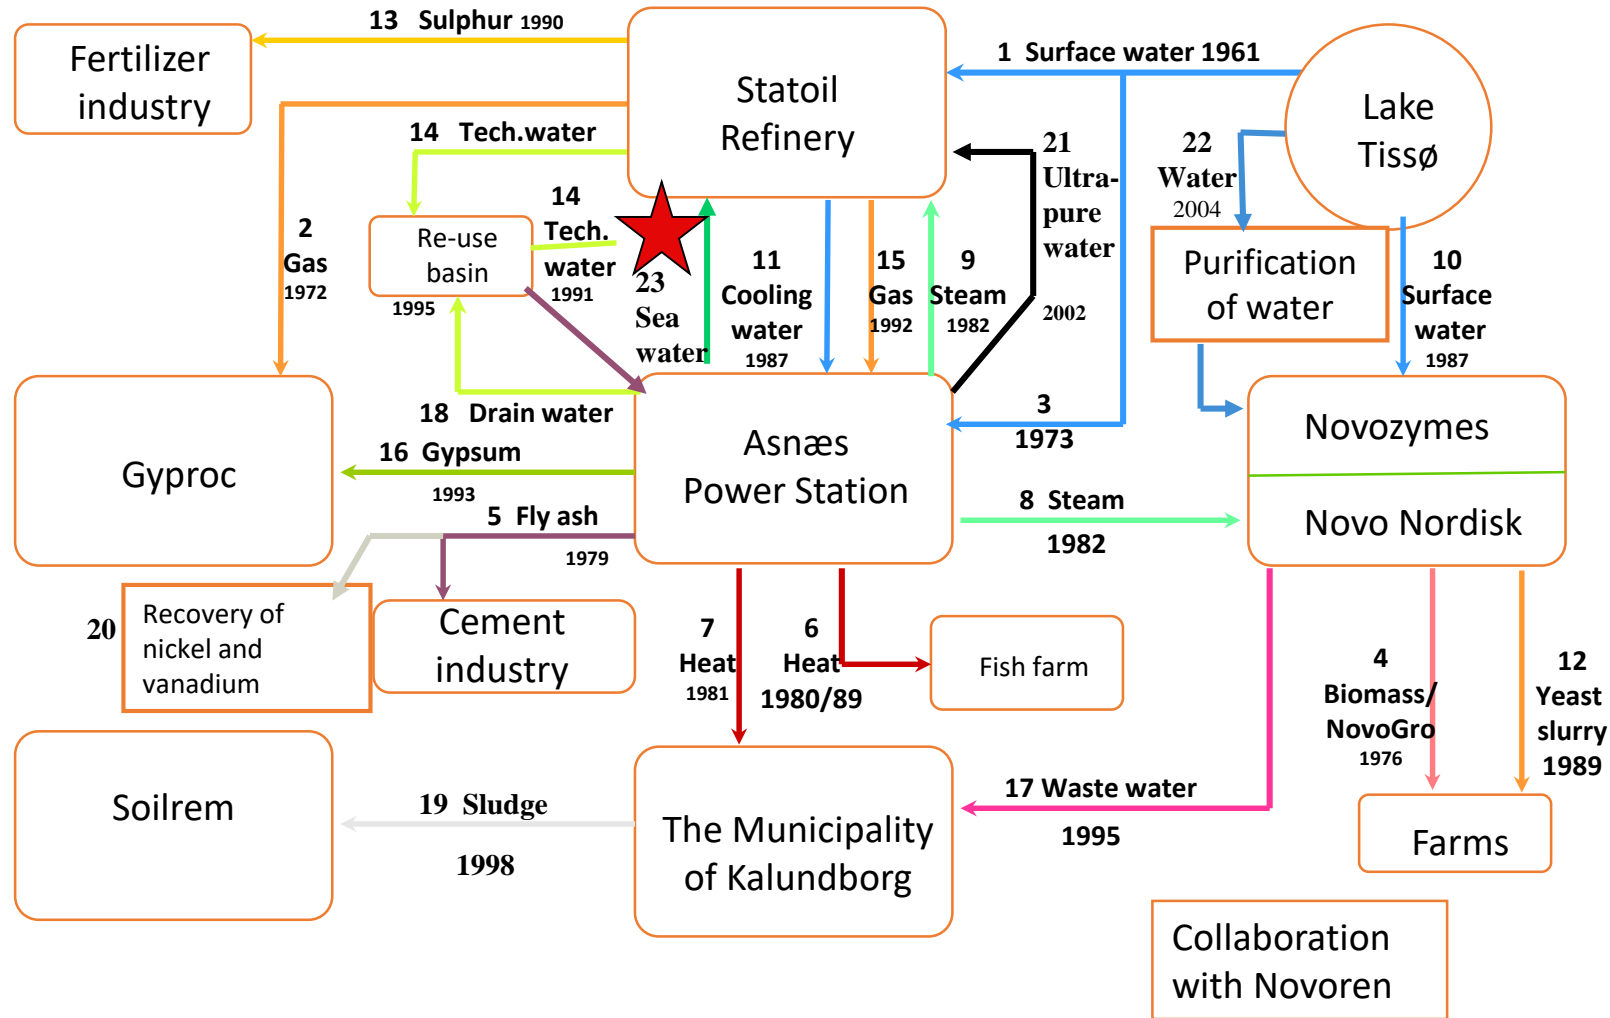 13 Sulphur 1990
Fertilizer
industry
Statoil
Refinery
1 Surface water 1961
Lake
Tissø
14 Tech.water
21
Ultra-
pure
water
2002
22
Water
2004
2
Gas
1972
Re-use
basin
1995
14
Tech.
water
1991
23
Sea
water
11
Cooling
water
1987
15
Gas
1992
9
Steam
1982
Purification
of water
10
Surface
water
1987
18 Drain water
3
1973
Gyproc
16 Gypsum
1993
Asnæs
Power Station
Novozymes
Novo Nordisk
5 Fly ash
1979
8 Steam
1982
20
Recovery of
nickel and
vanadium
Cement
industry
7
Heat
1981
6
Heat
1980/89
Fish farm
4
Biomass/
NovoGro
1976
12
Yeast
slurry
1989
Soilrem
19 Sludge
1998
The Municipality
of Kalundborg
17 Waste water
1995
Farms
Collaboration
with Novoren